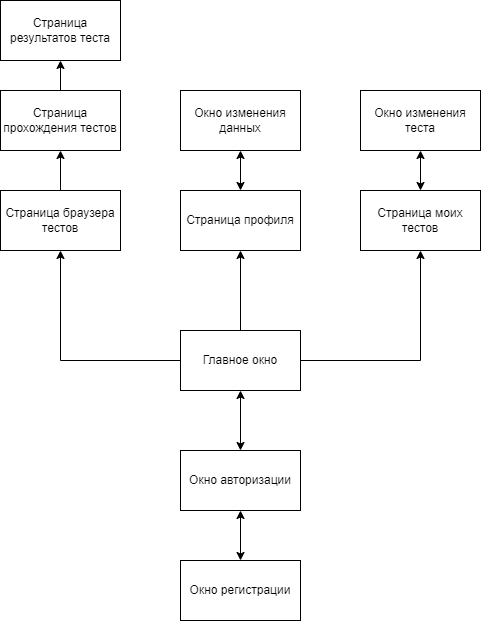 Страница
результатов теста
Страница
прохождения тестов
Окно изменения
данных
Окно изменения
теста
Страница браузера
тестов
Страница профиля
Страница моих
тестов
Главное окно
Окно авторизации
Окно регистрации